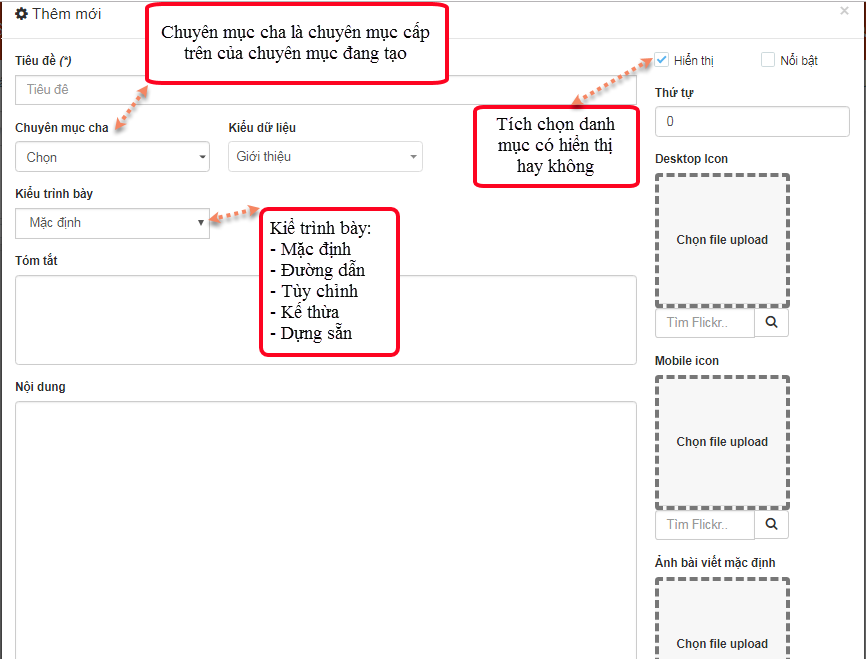 Thêm mới
×
Chuyên mục cha là chuyên mục cấp
trên của chuyên mục đang tạo
Tiêu đề (*)
Tiêu đề
Hiển thị
Nổi bật
Thứ tự
0
Chuyên mục cha
Kiểu dữ liệu
Chọn
Giới thiệu
Tích chọn danh
mục có hiển thị
hay không
Kiểu trình bày
Mặc định
Kiể trình bày:
- Mặc định
- Đường dẫn
- Tùy chình
- Kế thừa
- Dựng sẵn
Tóm tắt
Nội dung
Desktop Icon
Chọn file upload
Tìm Flickr..
Mobile icon
Chọn file upload
Tìm Flickr..
Ảnh bài viết mặc định
Chọn file upload